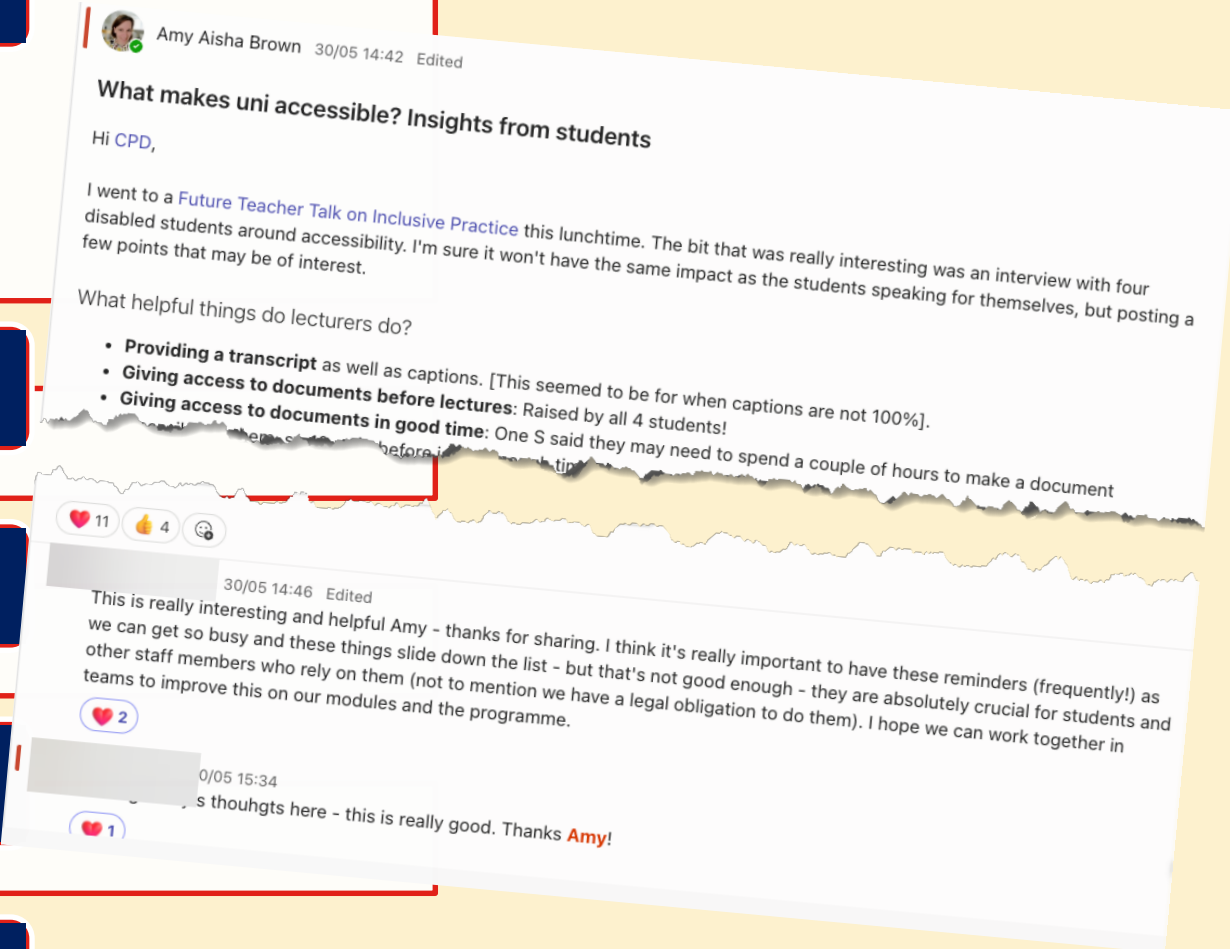 Amy Aisha Brown 30/05 14:42 Edited
What makes uni accessible? Insights from students
Hi CPD,
I went to a Future Teacher Talk on Inclusive Practice this lunchtime. The bit that was really interesting was an interview with four
disabled students around accessibility. I'm sure it won't have the same impact as the students speaking for themselves, but posting a
few points that may be of interest.
What helpful things do lecturers do?
• Providing a transcript as well as captions. [This seemed to be for when captions are not 100%].
• Giving access to documents before lectures: Raised by all 4 students!
• Giving access to documents in good time: One S said they may need to spend a couple of hours to make a document
before
❤️ 11 👍 4
30/05 14:46 Edited
This is really interesting and helpful Amy - thanks for sharing. I think it's really important to have these reminders (frequently!) as
we can get so busy and these things slide down the list - but that's not good enough - they are absolutely crucial for students and
other staff members who rely on them (not to mention we have a legal obligation to do them). I hope we can work together in
teams to improve this on our modules and the programme.
❤️ 2
0/05 15:34
s thouhgts here - this is really good. Thanks Amy!
❤️ 1